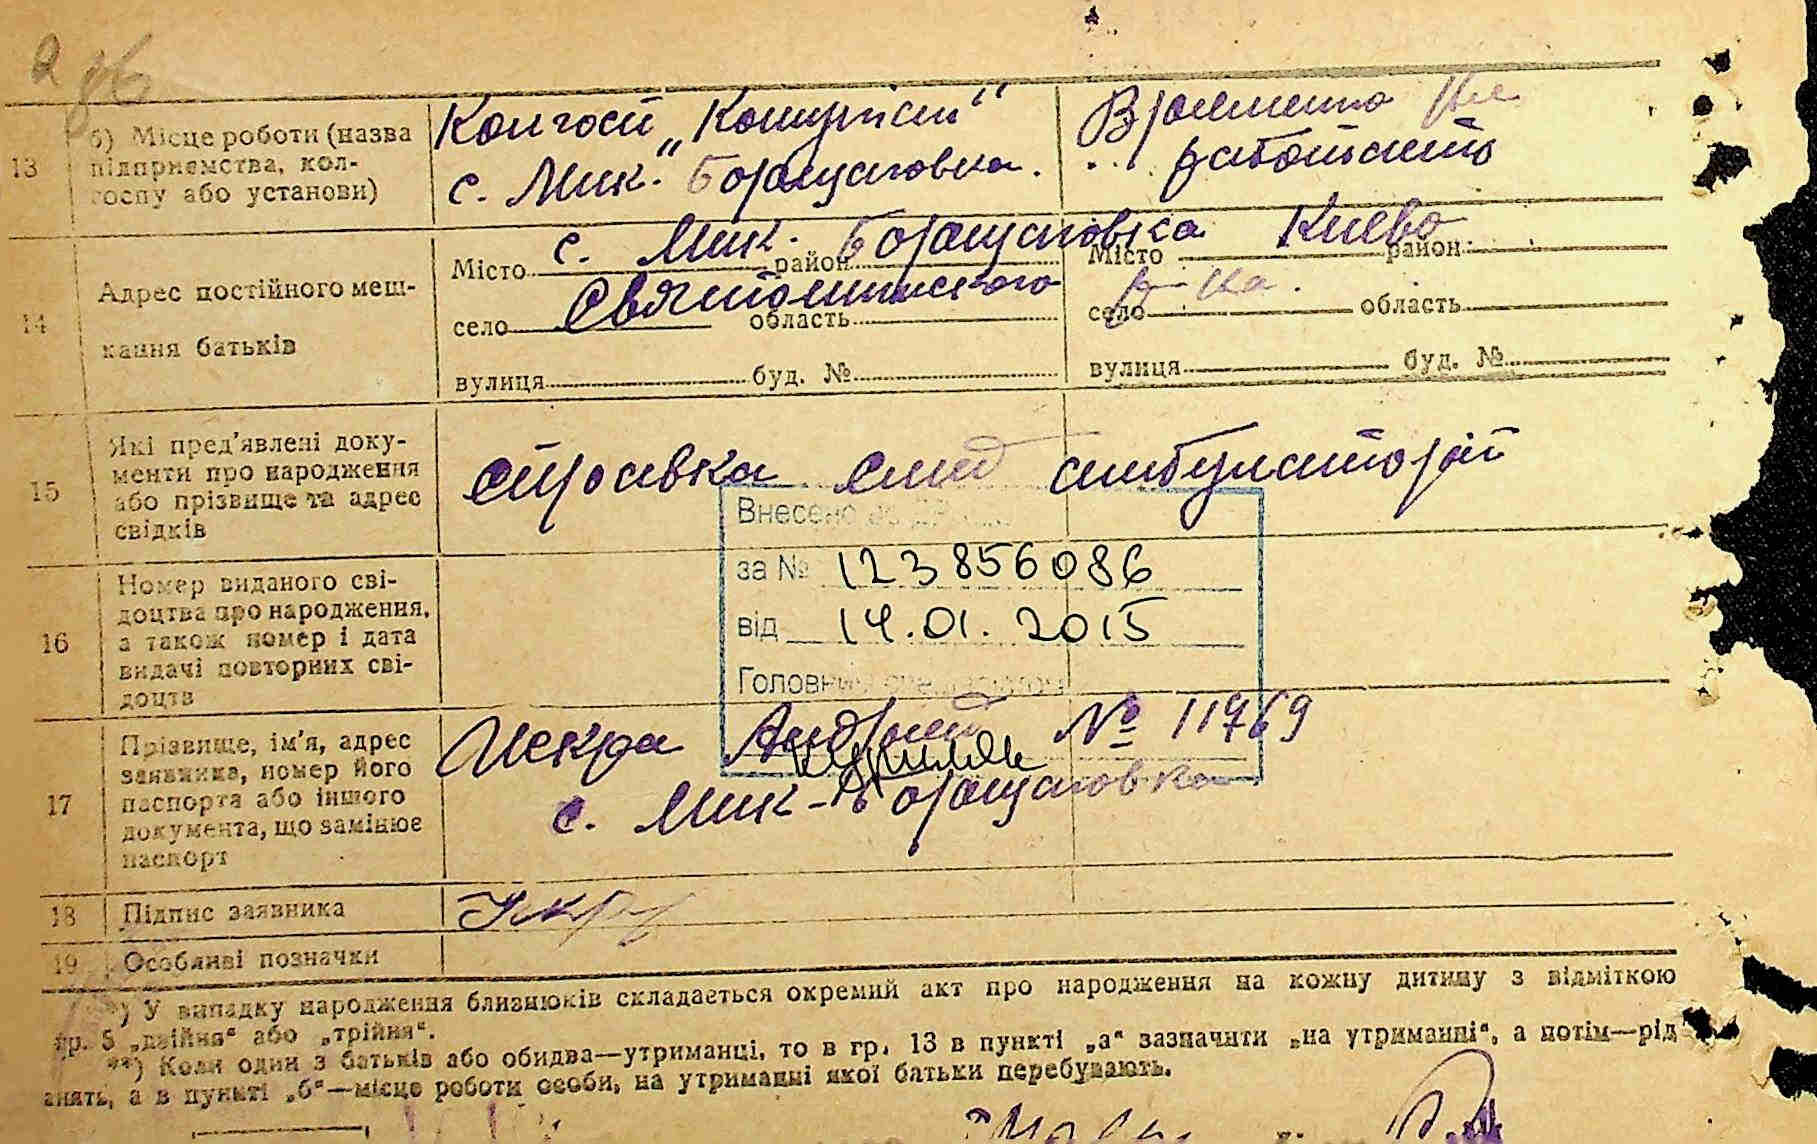 13 б) Місце роботи (назва підприємства, колгоспу або установи)
Колгосп „Комуніст“
с. Мик. Борщаговка.
Временно не
работает
14 Адрес постійного мешкання батьків
с. Мик. Борщаговка
Місто район
Святошинского
село область
вулиця буд. №
Киево
Місто район
село область
вулиця буд. №
15 Які пред'явлені документи про народження або прізвище та адрес свідків
справка амбулаторії
16 Номер виданого свідоцтва про народження, а також номер і дата видачі повторних свідоцтв
Внесено до
за № 123856086
від 14.01.2015
Головний спеціаліст
17 Прізвище, ім'я, адрес заявника, номер його паспорта або іншого документа, що замінює паспорт
Искра Андрей № 11769
с. Мик-Борщаговка
18 Підпис заявника
19 Особливі позначки
*) У випадку народження близнюків складається окремий акт про народження на кожну дитину з відміткою
гр. 5 „двійня“ або „трійня“.
**) Коли один з батьків або обидва—утриманці, то в гр. 13 в пункті „а“ зазначити „на утриманні“, а потім—рід
занять, а в пункті „б“—місце роботи особи, на утриманні якої батьки перебувають.